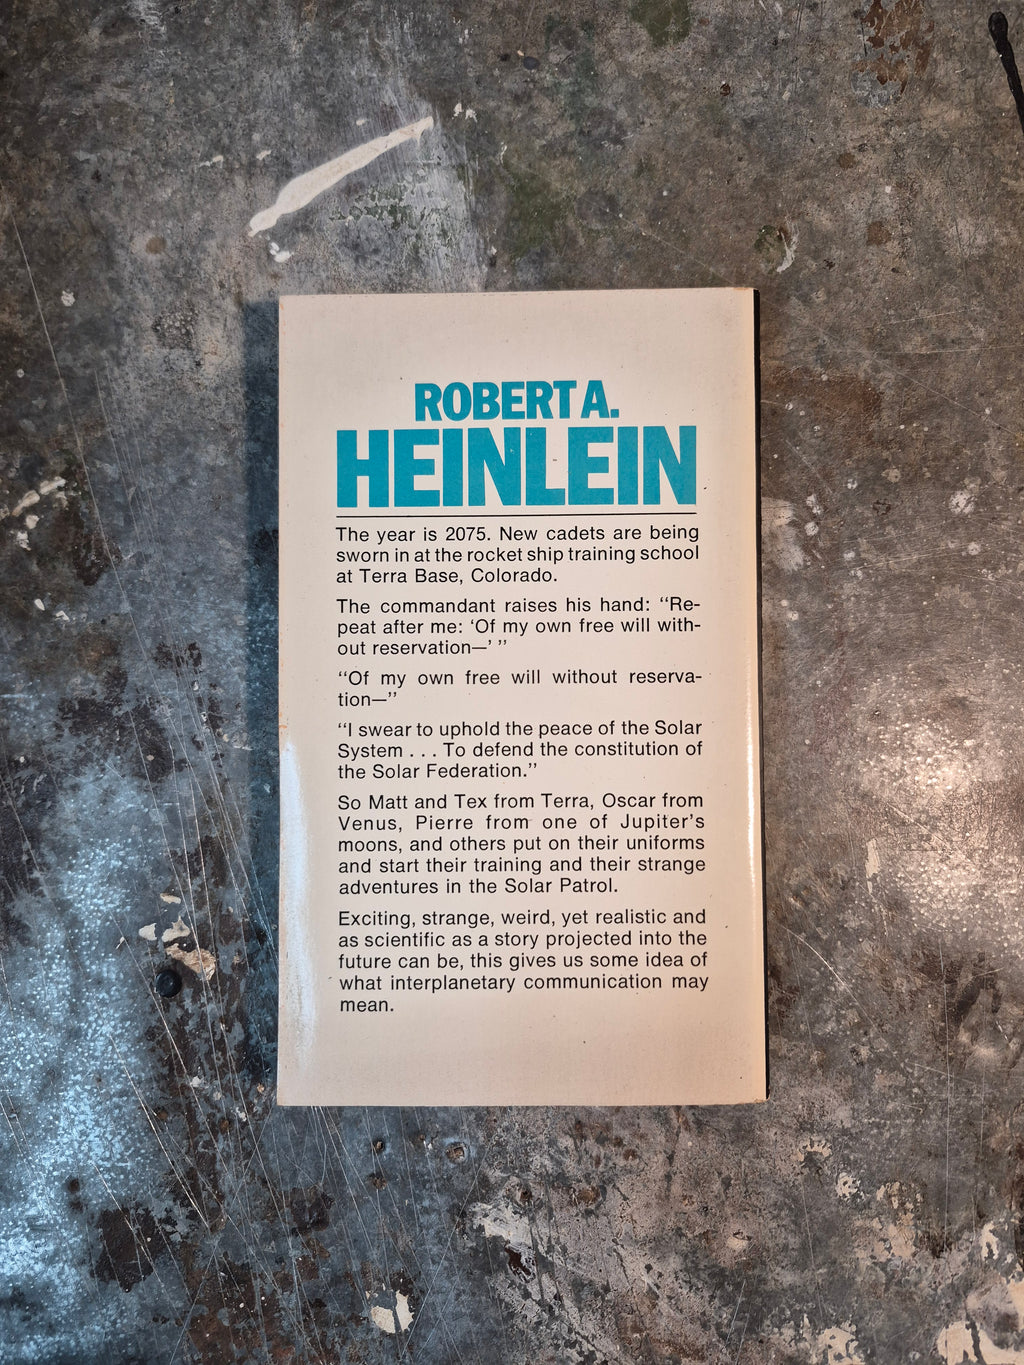 ROBERT A.
HEINLEIN
The year is 2075. New cadets are being
sworn in at the rocket ship training school
at Terra Base, Colorado.
The commandant raises his hand: “Re-
peat after me: ‘Of my own free will with-
out reservation—’ ”
“Of my own free will without reserva-
tion—”
“I swear to uphold the peace of the Solar
System . . . To defend the constitution of
the Solar Federation.”
So Matt and Tex from Terra, Oscar from
Venus, Pierre from one of Jupiter’s
moons, and others put on their uniforms
and start their training and their strange
adventures in the Solar Patrol.
Exciting, strange, weird, yet realistic and
as scientific as a story projected into the
future can be, this gives us some idea of
what interplanetary communication may
mean.